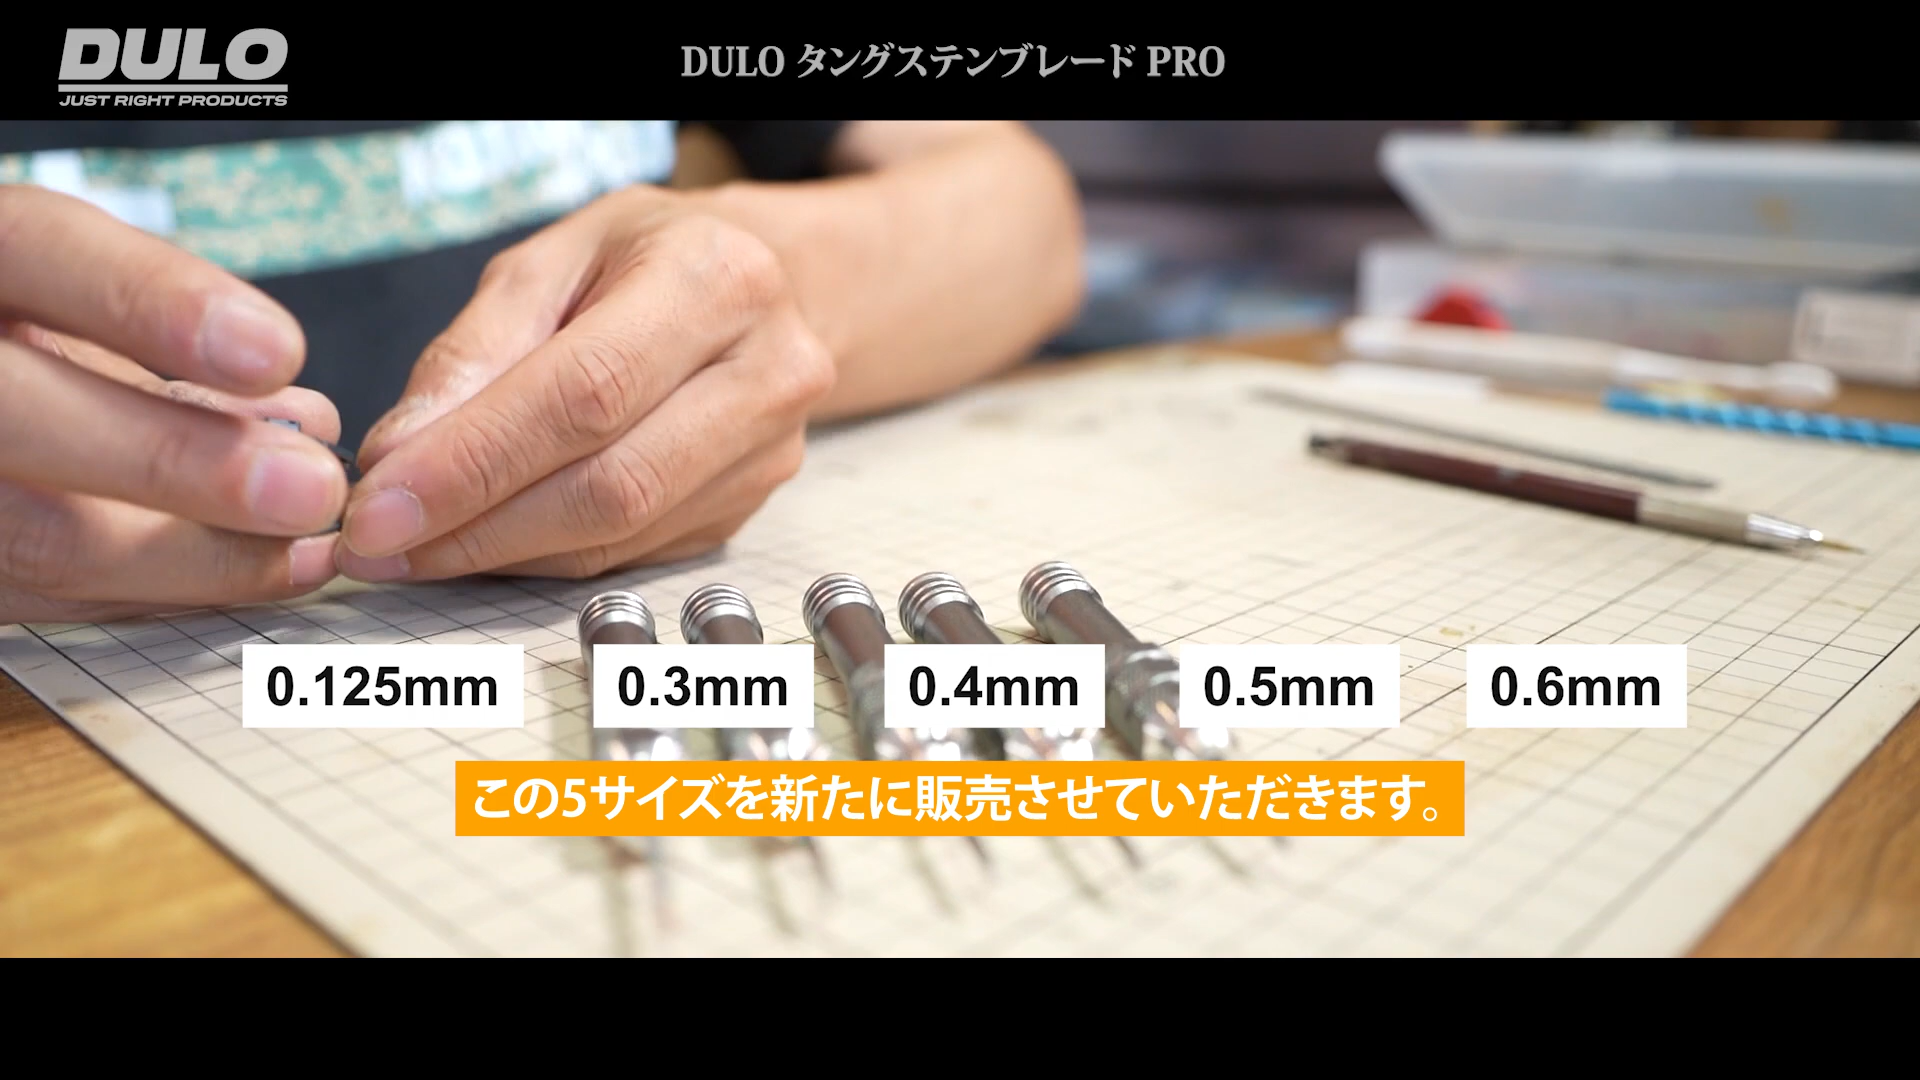 DULO
JUST RIGHT PRODUCTS
DULO タングステンブレード PRO
0.125mm 0.3mm 0.4mm 0.5mm 0.6mm
この5サイズを新たに販売させていただきます。